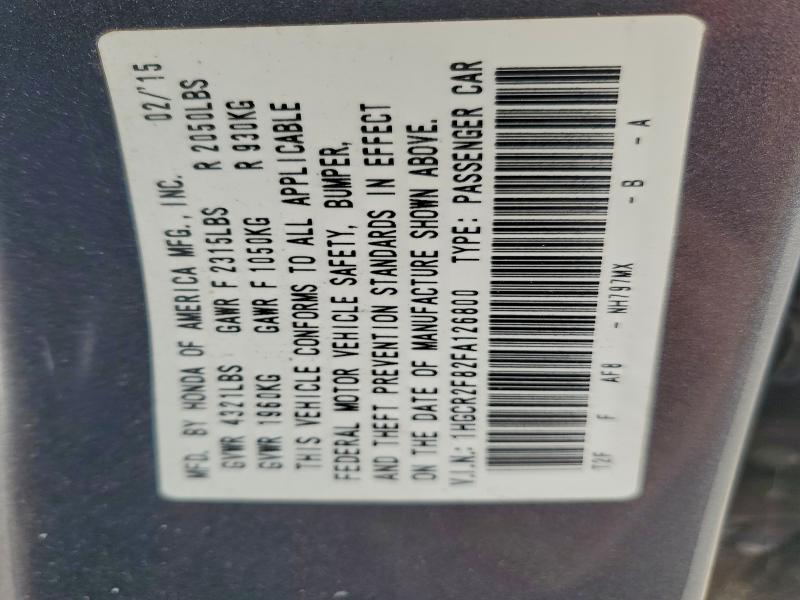 MFD. BY HONDA OF AMERICA MFG., INC. 02/'15
GVWR 4321LBS GAWR F 2315LBS R 2050LBS
GVWR 1960KG GAWR F 1050KG R 930KG
THIS VEHICLE CONFORMS TO ALL APPLICABLE
FEDERAL MOTOR VEHICLE SAFETY, BUMPER,
AND THEFT PREVENTION STANDARDS IN EFFECT
ON THE DATE OF MANUFACTURE SHOWN ABOVE.
V.I.N.: 1HGCR2F82FA126800 TYPE: PASSENGER CAR
T2F F AF8 - NH797MX - B - A